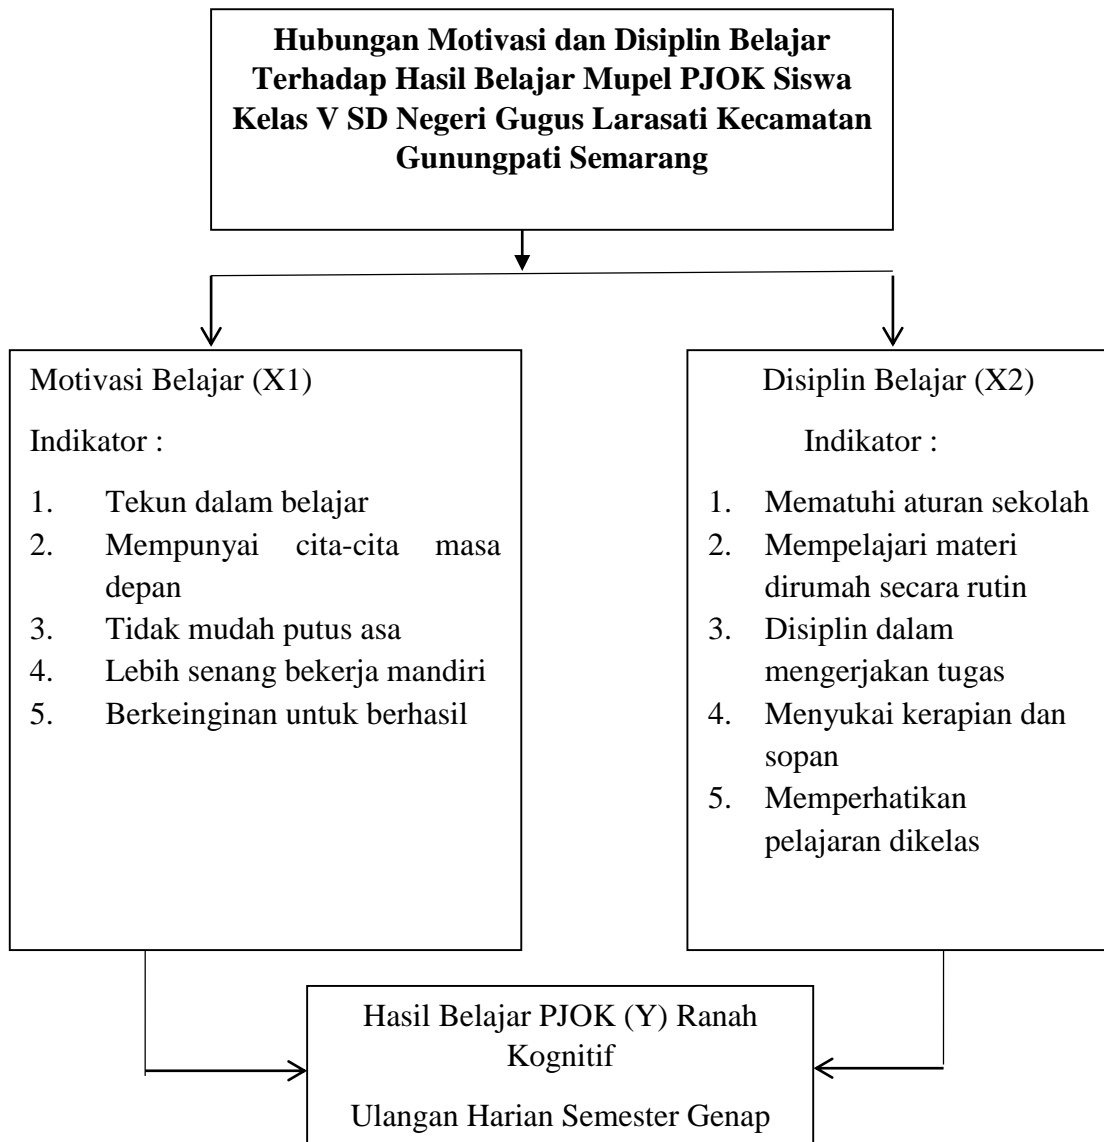 Hubungan Motivasi dan Disiplin Belajar
Terhadap Hasil Belajar Mupel PJOK Siswa
Kelas V SD Negeri Gugus Larasati Kecamatan
Gunungpati Semarang
Motivasi Belajar (X1)
Indikator :
1. Tekun dalam belajar
2. Mempunyai cita-cita masa
depan
3. Tidak mudah putus asa
4. Lebih senang bekerja mandiri
5. Berkeinginan untuk berhasil
Disiplin Belajar (X2)
Indikator :
1. Mematuhi aturan sekolah
2. Mempelajari materi
dirumah secara rutin
3. Disiplin dalam
mengerjakan tugas
4. Menyukai kerapian dan
sopan
5. Memperhatikan
pelajaran dikelas
Hasil Belajar PJOK (Y) Ranah
Kognitif
Ulangan Harian Semester Genap